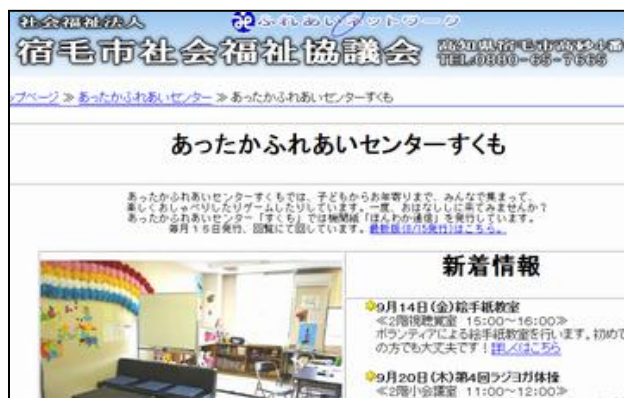 社会福祉法人
ふれあいネットワーク
宿毛市社会福祉協議会
高知県宿毛市高砂4番
TEL:0880-65-7665
ップページ ≫ あったかふれあいセンター ≫ あったかふれあいセンターすくも
あったかふれあいセンターすくも
あったかふれあいセンターすくもでは、子どもからお年寄りまで、みんなで集まって、
楽しくおしゃべりしたりゲームしたりしています。一度、おはなしに来てみませんか？
あったかふれあいセンター「すくも」では機関紙「ほんわか通信」を発行しています。
毎月15日発行、回覧にて回しています。最新版(8/15発行)はこちら。
新着情報
9月14日(金)絵手紙教室
≪2階視聴覚室 15:00～16:00≫
ボランティアによる絵手紙教室を行います。初めて
の方でも大丈夫です！詳しくはこちら
9月20日(木)第4回ラジヨガ体操
≪2階小会議室 11:00～12:00≫